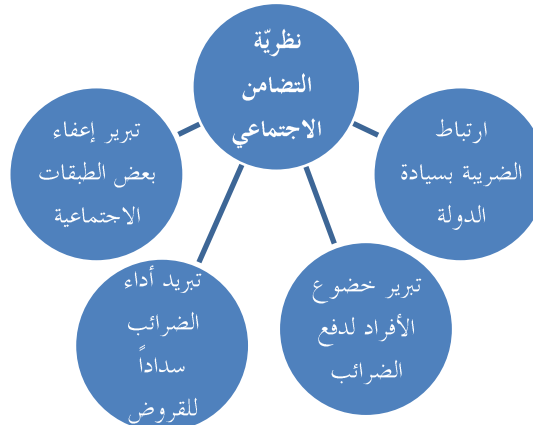 نظريّة
التضامن
الاجتماعي
ارتباط
الضريبة بسيادة
الدولة
تبرير خضوع
الأفراد لدفع
الضرائب
تبريد أداء
الضرائب
سداداً
للقروض
تبرير إعفاء
بعض الطبقات
الاجتماعية